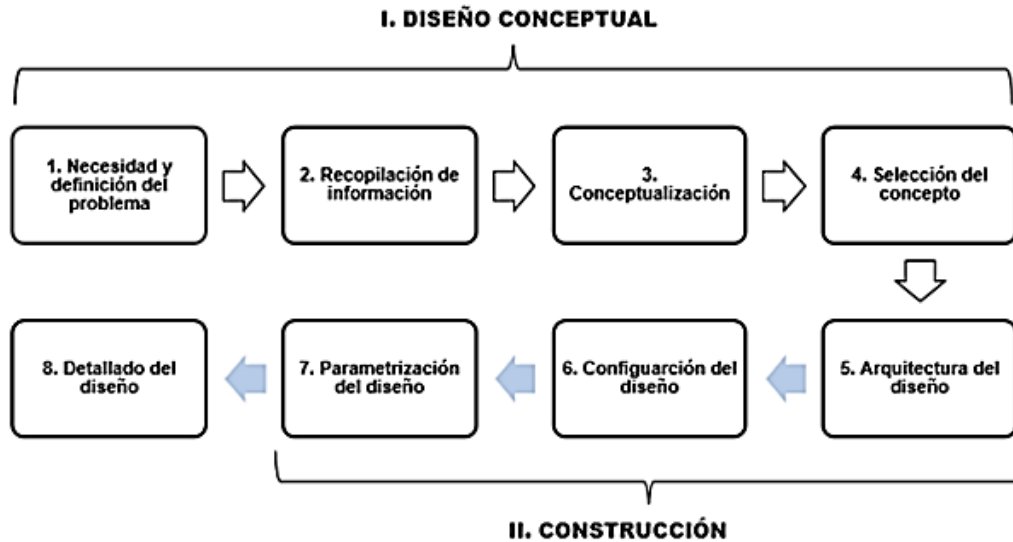 I. DISEÑO CONCEPTUAL
1. Necesidad y
definición del
problema
2. Recopilación de
información
3.
Conceptualización
4. Selección del
concepto
8. Detallado del
diseño
7. Parametrización
del diseño
6. Configuarción del
diseño
5. Arquitectura del
diseño
II. CONSTRUCCIÓN